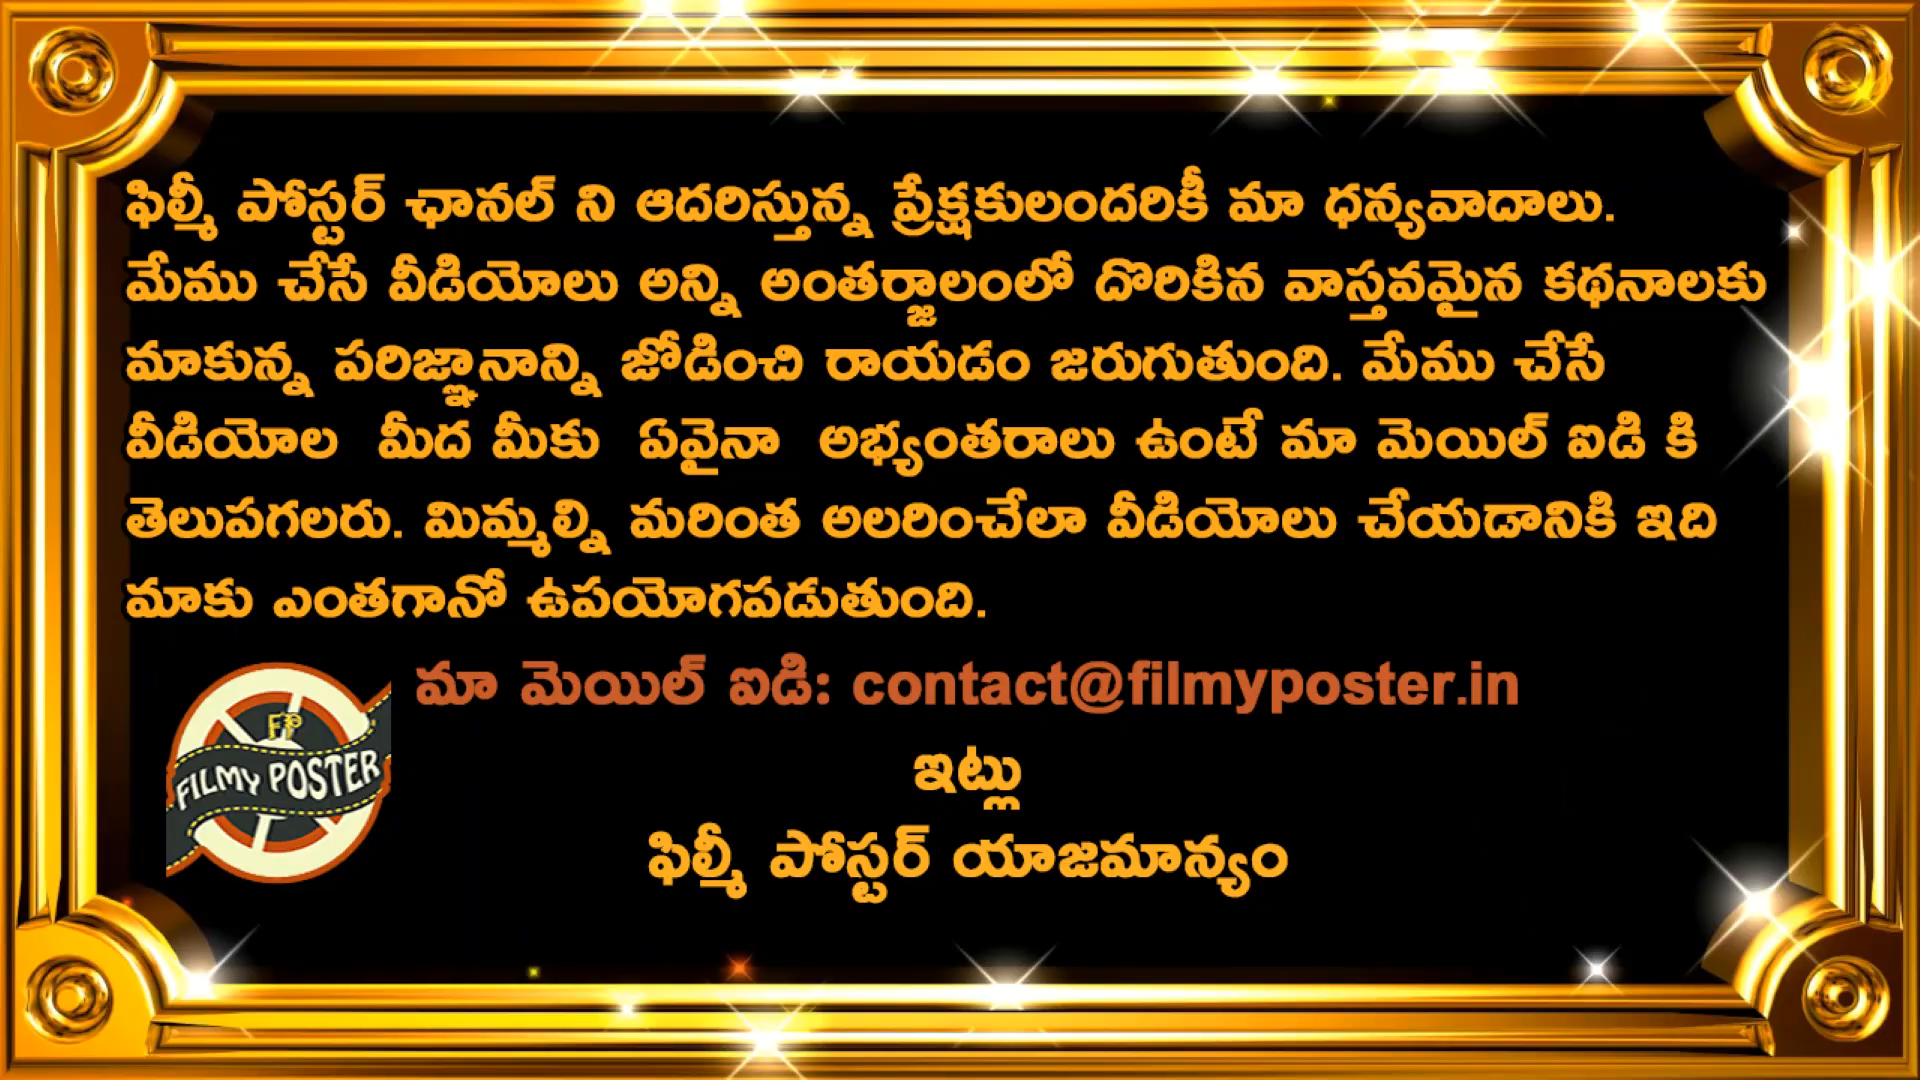 ఫిల్మీ పోస్టర్ ఛానల్ ని ఆదరిస్తున్న ప్రేక్షకులందరికీ మా ధన్యవాదాలు.
మేము చేసే వీడియోలు అన్ని అంతర్జాలంలో దొరికిన వాస్తవమైన కథనాలకు
మాకున్న పరిజ్ఞానాన్ని జోడించి రాయడం జరుగుతుంది. మేము చేసే
వీడియోల మీద మీకు ఏవైనా అభ్యంతరాలు ఉంటే మా మెయిల్ ఐడి కి
తెలుపగలరు. మిమ్మల్ని మరింత అలరించేలా వీడియోలు చేయడానికి ఇది
మాకు ఎంతగానో ఉపయోగపడుతుంది.
మా మెయిల్ ఐడి: contact@filmyposter.in
FP
FILMY POSTER
ఇట్లు
ఫిల్మీ పోస్టర్ యాజమాన్యం